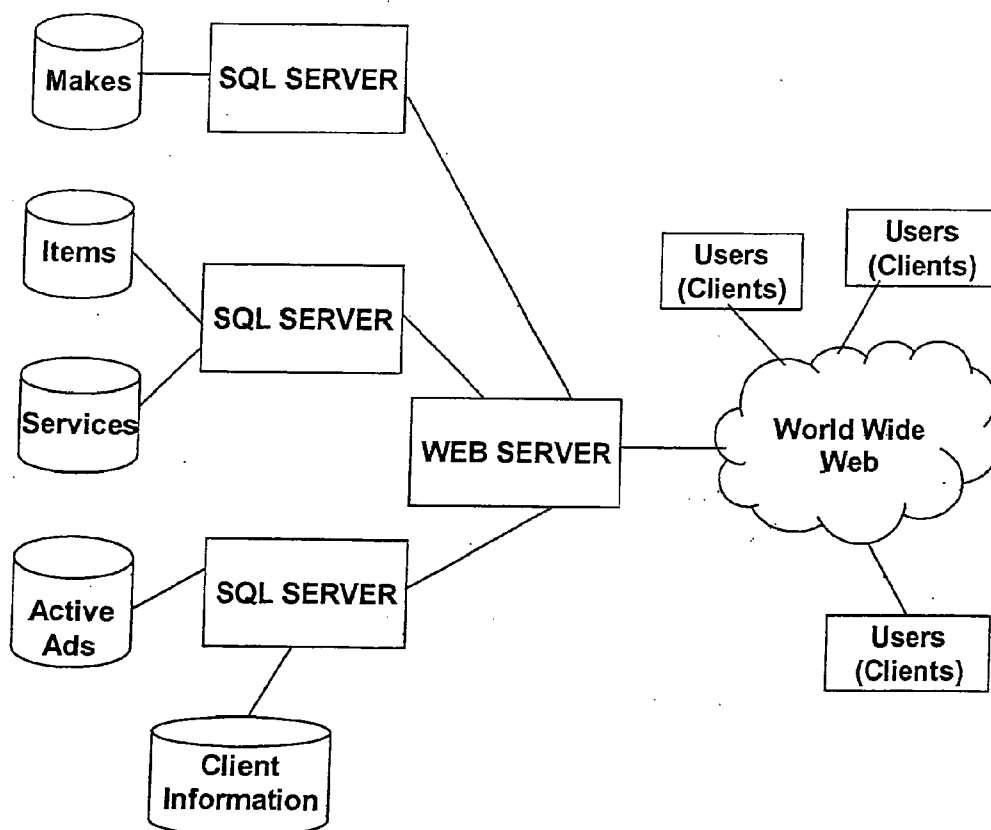 Makes
SQL SERVER
Items
SQL SERVER
Services
Users
(Clients)
Users
(Clients)
WEB SERVER
World Wide
Web
Active
Ads
SQL SERVER
Users
(Clients)
Client
Information